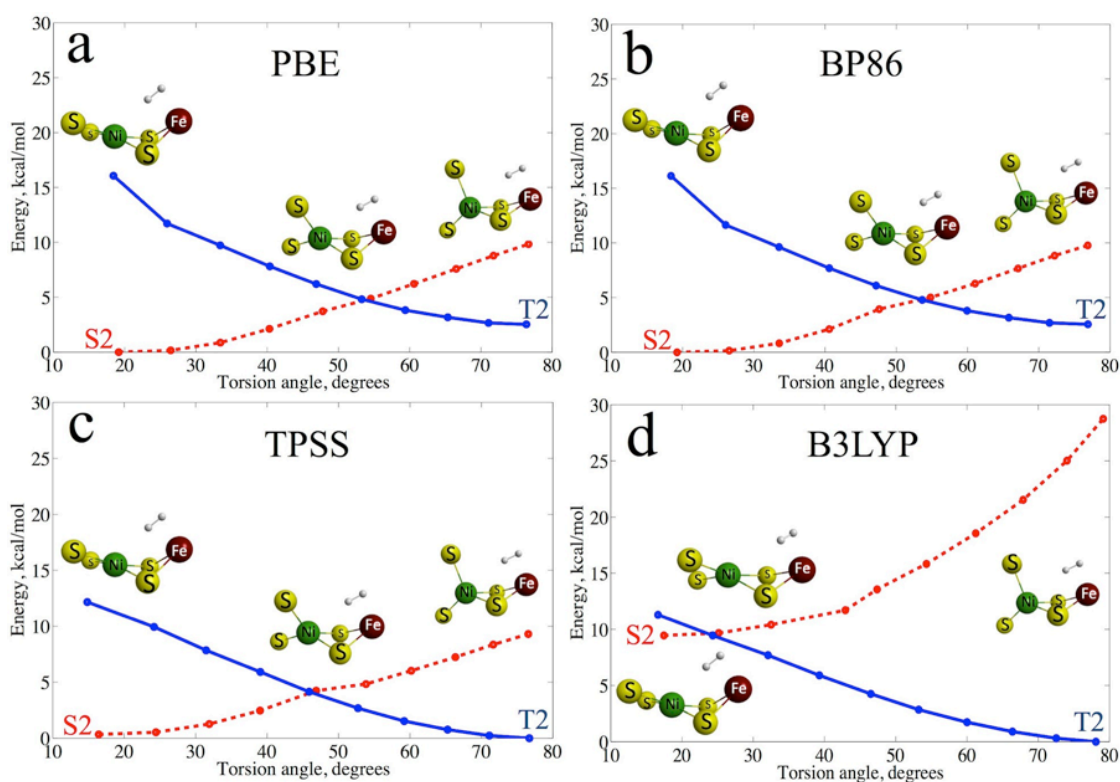 a
PBE
30
25
20
15
10
5
0
Energy, kcal/mol
S S Ni S S Fe
S S Ni S S Fe
S S Ni S S Fe
S2
T2
10 20 30 40 50 60 70 80
Torsion angle, degrees
b
BP86
30
25
20
15
10
5
0
Energy, kcal/mol
S S Ni S S Fe
S S Ni S S Fe
S S Ni S S Fe
S2
T2
10 20 30 40 50 60 70 80
Torsion angle, degrees
c
TPSS
30
25
20
15
10
5
0
Energy, kcal/mol
S S Ni S S Fe
S S Ni S S Fe
S S Ni S S Fe
S2
T2
10 20 30 40 50 60 70 80
Torsion angle, degrees
d
B3LYP
30
25
20
15
10
5
0
Energy, kcal/mol
S S Ni S S Fe
S S Ni S S Fe
S S Ni S S Fe
S2
T2
10 20 30 40 50 60 70 80
Torsion angle, degrees